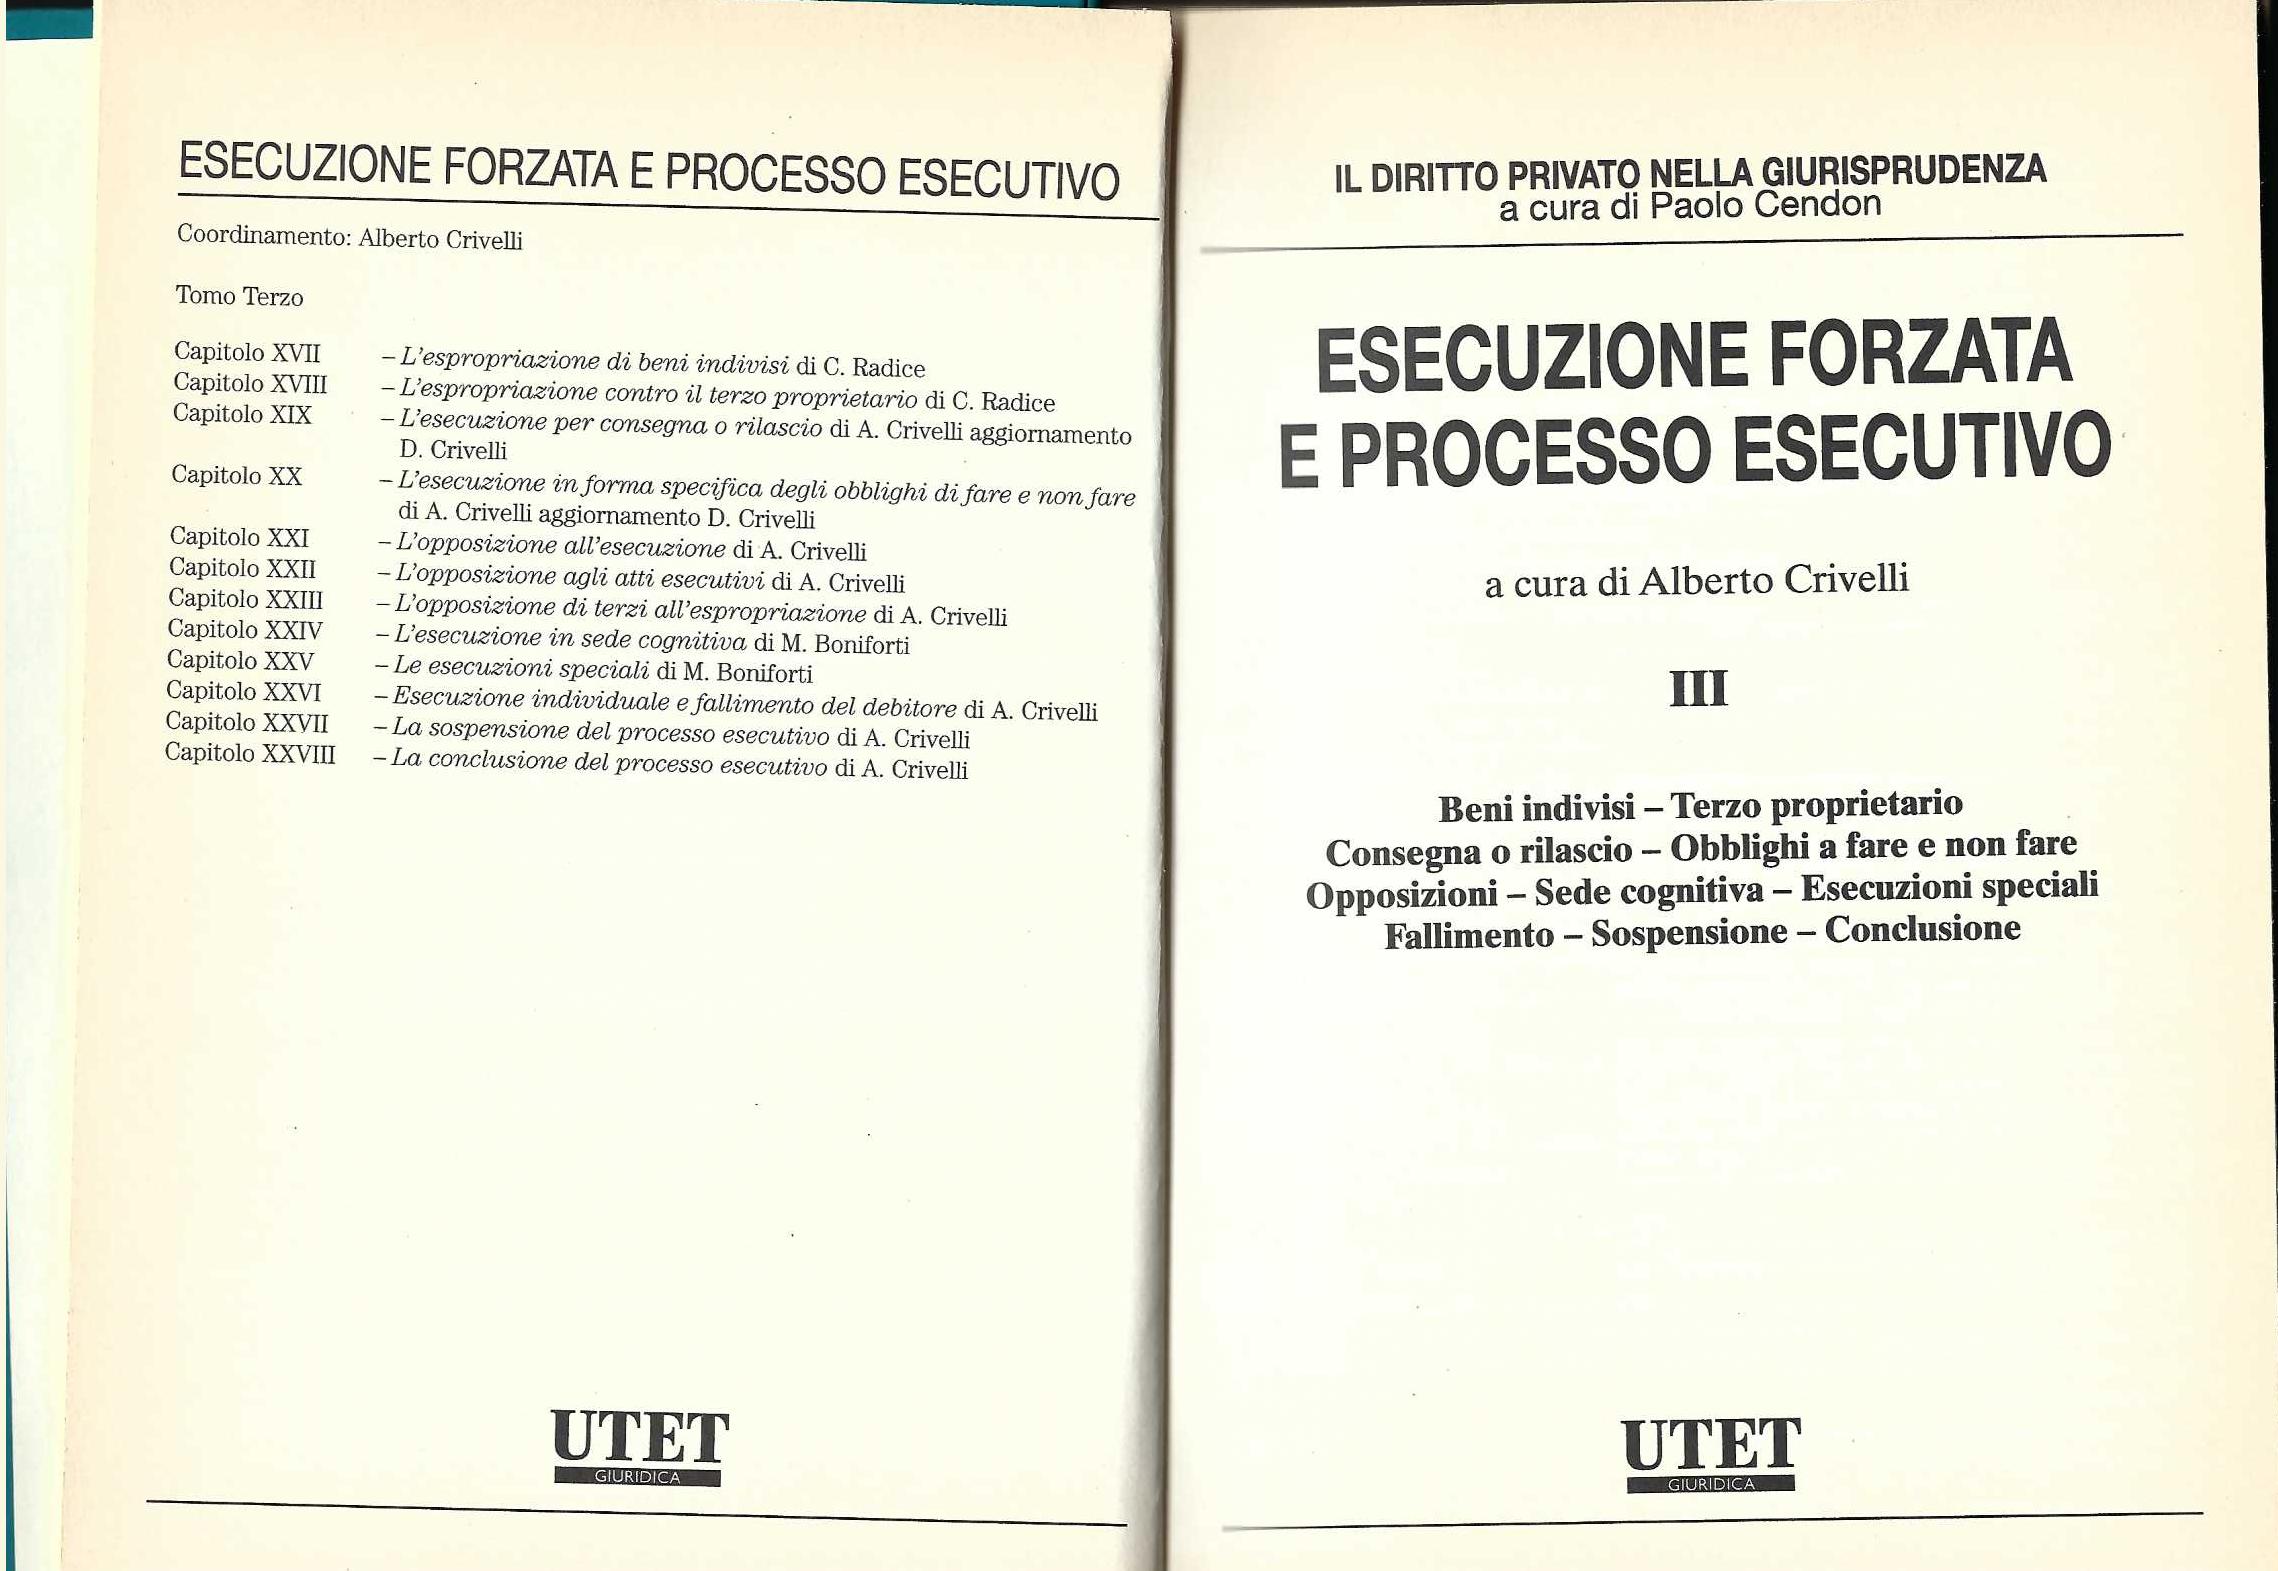 ESECUZIONE FORZATA E PROCESSO ESECUTIVO
Coordinamento: Alberto Crivelli
Tomo Terzo
Capitolo XVII – L'espropriazione di beni indivisi di C. Radice
Capitolo XVIII – L'espropriazione contro il terzo proprietario di C. Radice
Capitolo XIX – L'esecuzione per consegna o rilascio di A. Crivelli aggiornamento
D. Crivelli
Capitolo XX – L'esecuzione in forma specifica degli obblighi di fare e non fare
di A. Crivelli aggiornamento D. Crivelli
Capitolo XXI – L'opposizione all'esecuzione di A. Crivelli
Capitolo XXII – L'opposizione agli atti esecutivi di A. Crivelli
Capitolo XXIII – L'opposizione di terzi all'espropriazione di A. Crivelli
Capitolo XXIV – L'esecuzione in sede cognitiva di M. Boniforti
Capitolo XXV – Le esecuzioni speciali di M. Boniforti
Capitolo XXVI – Esecuzione individuale e fallimento del debitore di A. Crivelli
Capitolo XXVII – La sospensione del processo esecutivo di A. Crivelli
Capitolo XXVIII – La conclusione del processo esecutivo di A. Crivelli
UTET
GIURIDICA
IL DIRITTO PRIVATO NELLA GIURISPRUDENZA
a cura di Paolo Cendon
ESECUZIONE FORZATA
E PROCESSO ESECUTIVO
a cura di Alberto Crivelli
III
Beni indivisi – Terzo proprietario
Consegna o rilascio – Obblighi a fare e non fare
Opposizioni – Sede cognitiva – Esecuzioni speciali
Fallimento – Sospensione – Conclusione
UTET
GIURIDICA